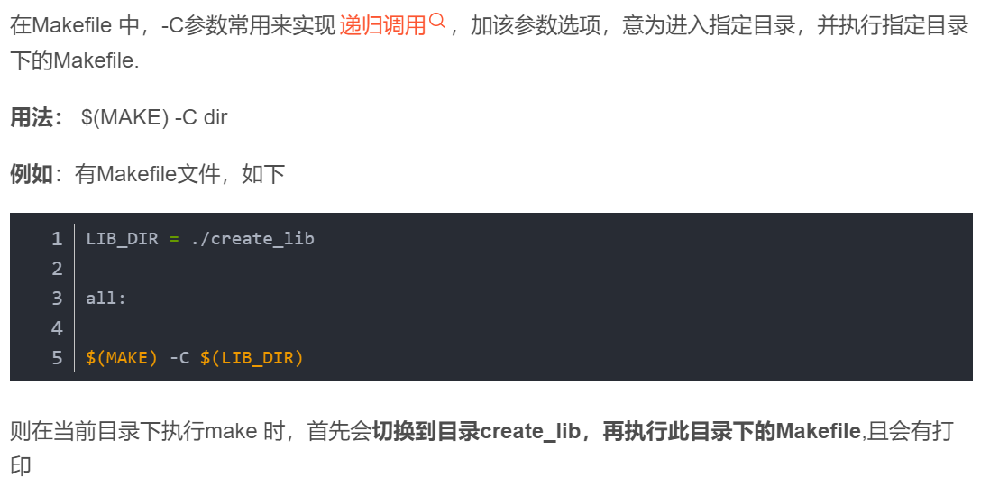 在Makefile 中，-C参数常用来实现 递归调用，加该参数选项，意为进入指定目录，并执行指定目录
下的Makefile.
用法： $(MAKE) -C dir
例如：有Makefile文件，如下
1 LIB_DIR = ./create_lib
2
3 all:
4
5 $(MAKE) -C $(LIB_DIR)
则在当前目录下执行make 时，首先会切换到目录create_lib，再执行此目录下的Makefile,且会有打
印